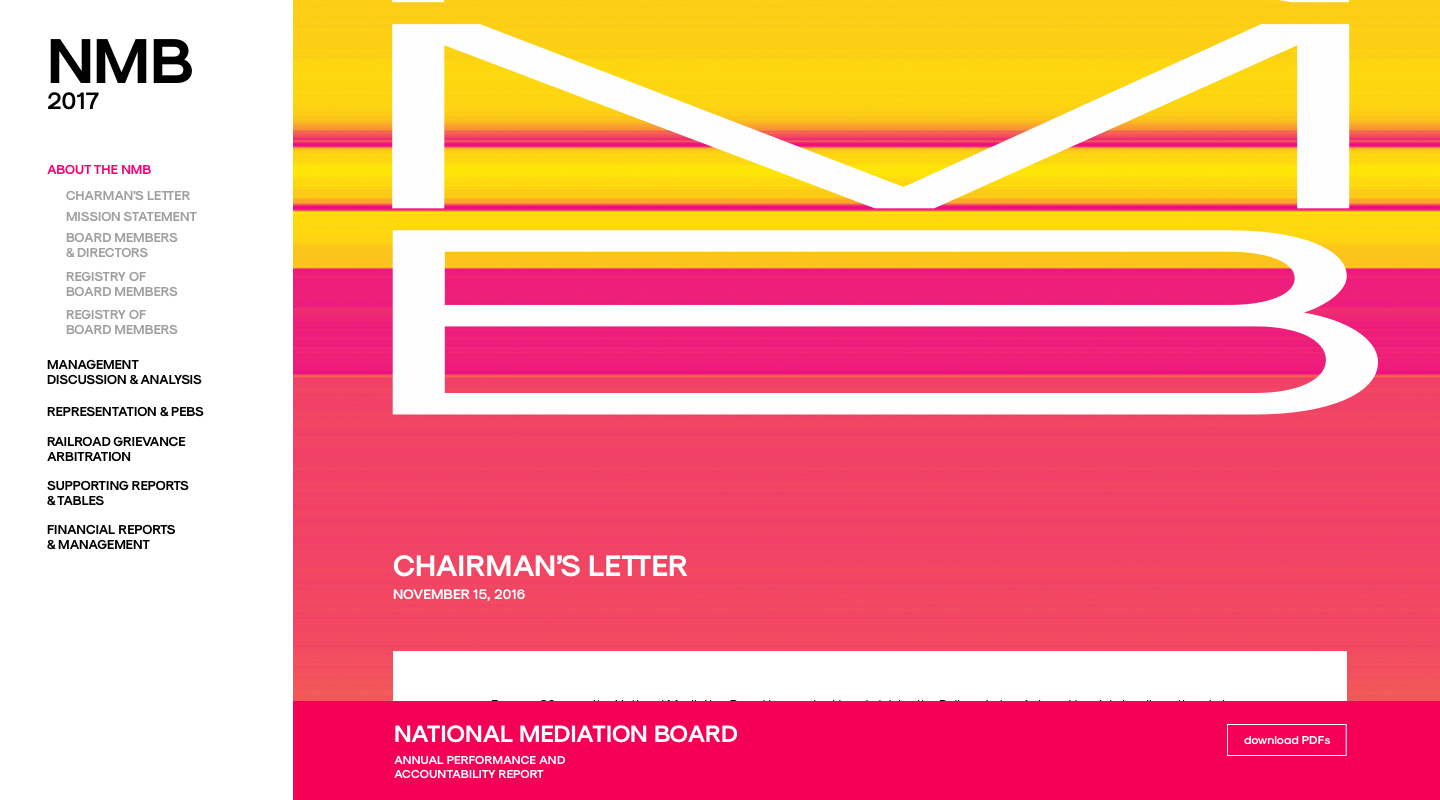 NMB
2017
ABOUT THE NMB
CHARMAN'S LETTER
MISSION STATEMENT
BOARD MEMBERS
& DIRECTORS
REGISTRY OF
BOARD MEMBERS
REGISTRY OF
BOARD MEMBERS
MANAGEMENT
DISCUSSION & ANALYSIS
REPRESENTATION & PEBS
RAILROAD GRIEVANCE
ARBITRATION
SUPPORTING REPORTS
& TABLES
FINANCIAL REPORTS
& MANAGEMENT
M
B
CHAIRMAN'S LETTER
NOVEMBER 15, 2016
NATIONAL MEDIATION BOARD
ANNUAL PERFORMANCE AND
ACCOUNTABILITY REPORT
download PDFs